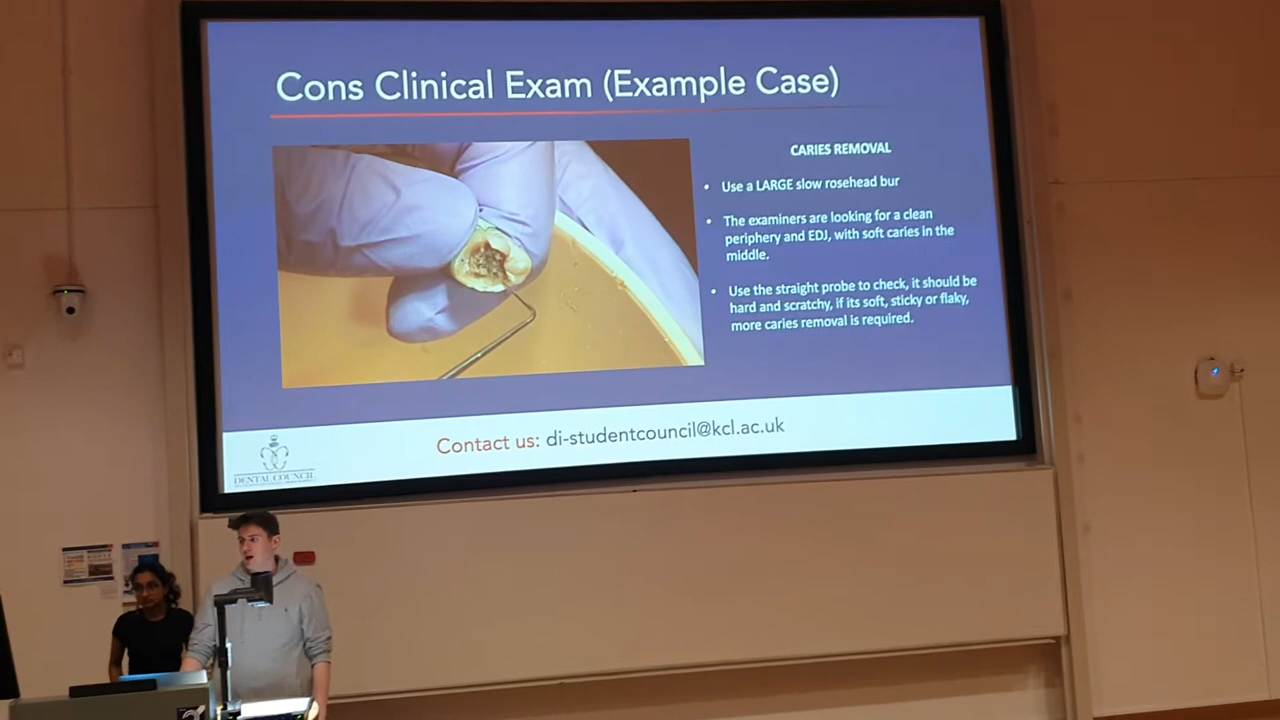 Cons Clinical Exam (Example Case)
CARIES REMOVAL
• Use a LARGE slow rosehead bur
• The examiners are looking for a clean
periphery and EDJ, with soft caries in the
middle.
• Use the straight probe to check, it should be
hard and scratchy, if its soft, sticky or flaky,
more caries removal is required.
Contact us: di-studentcouncil@kcl.ac.uk
DENTAL COUNCIL